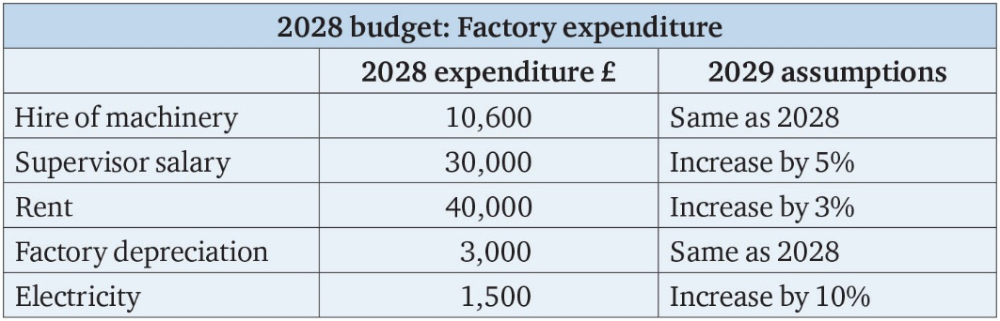 2028 budget: Factory expenditure
2028 expenditure £ 2029 assumptions
Hire of machinery 10,600 Same as 2028
Supervisor salary 30,000 Increase by 5%
Rent 40,000 Increase by 3%
Factory depreciation 3,000 Same as 2028
Electricity 1,500 Increase by 10%